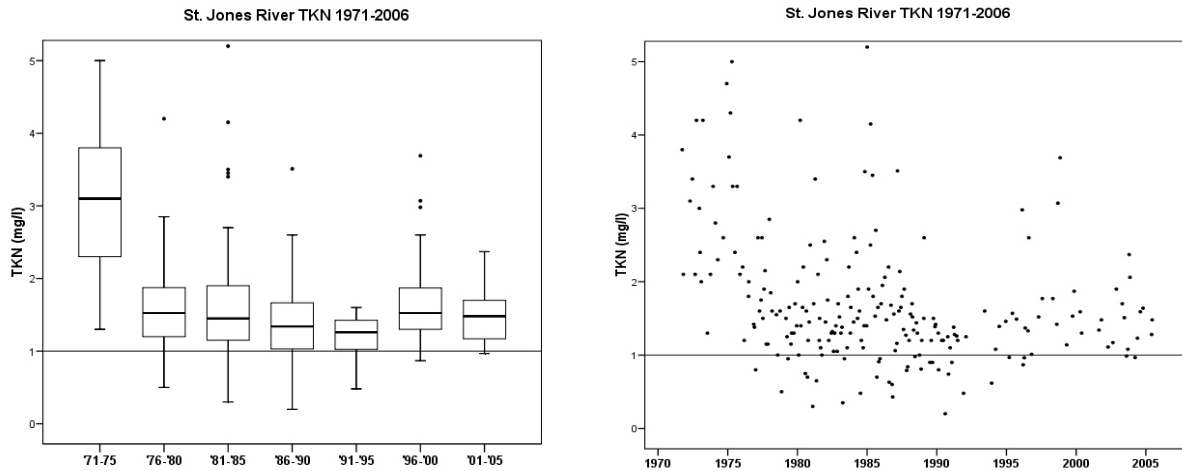 St. Jones River TKN 1971-2006
TKN (mg/l)
5
4
3
2
1
0
'71-'75 '76-'80 '81-'85 '86-'90 '91-'95 '96-'00 '01-'05
St. Jones River TKN 1971-2006
TKN (mg/l)
5
4
3
2
1
0
1970 1975 1980 1985 1990 1995 2000 2005